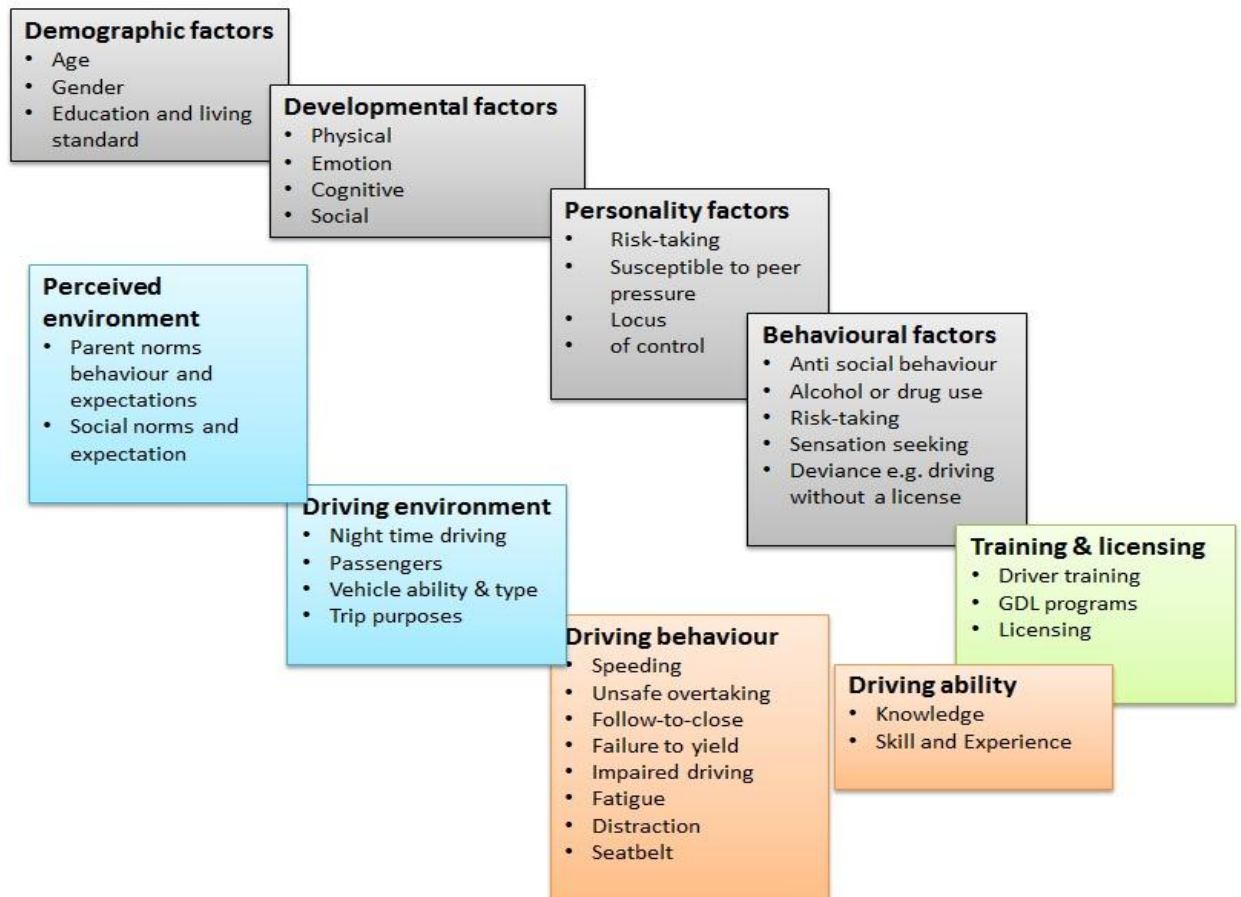 Demographic factors
• Age
• Gender
• Education and living
standard
Developmental factors
• Physical
• Emotion
• Cognitive
• Social
Personality factors
• Risk-taking
• Susceptible to peer
pressure
• Locus
• of control
Behavioural factors
• Anti social behaviour
• Alcohol or drug use
• Risk-taking
• Sensation seeking
• Deviance e.g. driving
without a license
Perceived
environment
• Parent norms
behaviour and
expectations
• Social norms and
expectation
Driving environment
• Night time driving
• Passengers
• Vehicle ability & type
• Trip purposes
Training & licensing
• Driver training
• GDL programs
• Licensing
Driving behaviour
• Speeding
• Unsafe overtaking
• Follow-to-close
• Failure to yield
• Impaired driving
• Fatigue
• Distraction
• Seatbelt
Driving ability
• Knowledge
• Skill and Experience